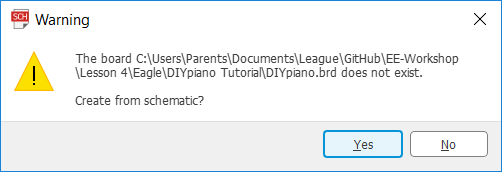 SCH
Warning
The board C:\Users\Parents\Documents\League\GitHub\EE-Workshop
\Lesson 4\Eagle\DIYpiano Tutorial\DIYpiano.brd does not exist.
Create from schematic?
Yes
No